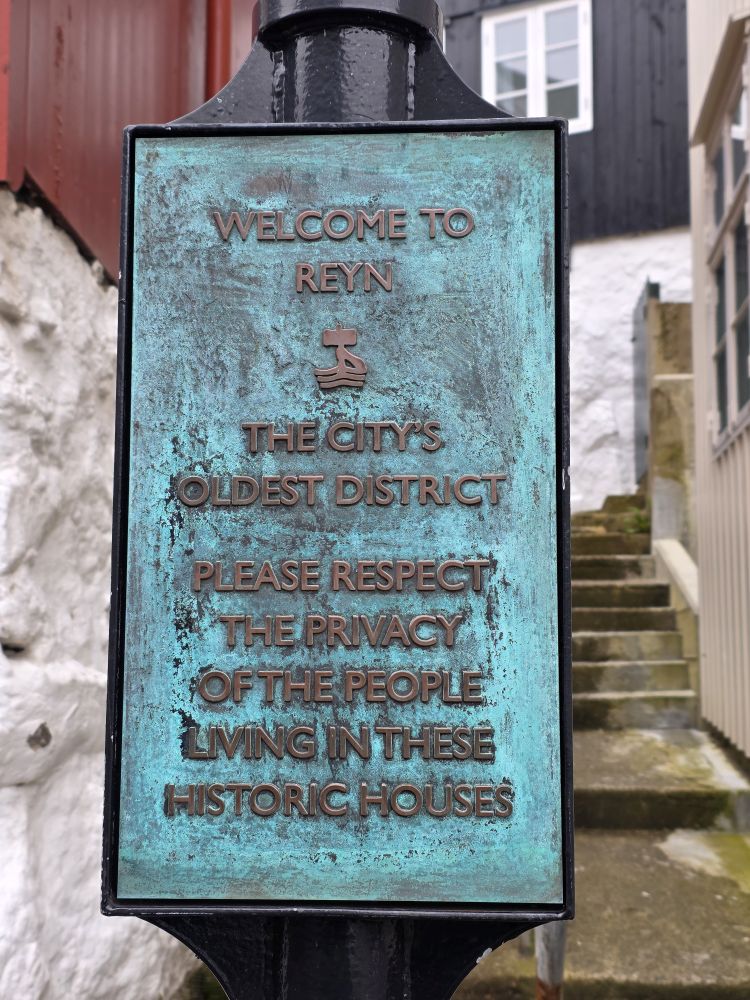 WELCOME TO
REYN
THE CITY'S
OLDEST DISTRICT
PLEASE RESPECT
THE PRIVACY
OF THE PEOPLE
LIVING IN THESE
HISTORIC HOUSES